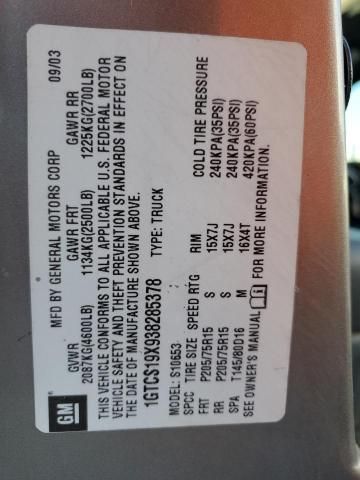 GM
MFD BY GENERAL MOTORS CORP 09/03
GVWR GAWR FRT GAWR RR
2087KG(4600LB) 1134KG(2500LB) 1225KG(2700LB)
THIS VEHICLE CONFORMS TO ALL APPLICABLE U.S. FEDERAL MOTOR
VEHICLE SAFETY AND THEFT PREVENTION STANDARDS IN EFFECT ON
THE DATE OF MANUFACTURE SHOWN ABOVE.
1GTCS19X938285378 TYPE: TRUCK
MODEL: S10653
SPCC TIRE SIZE SPEED RTG RIM COLD TIRE PRESSURE
FRT P205/75R15 S 15X7J 240KPA(35PSI)
RR P205/75R15 S 15X7J 240KPA(35PSI)
SPA T145/80D16 M 16X4T 420KPA(60PSI)
SEE OWNER'S MANUAL FOR MORE INFORMATION.